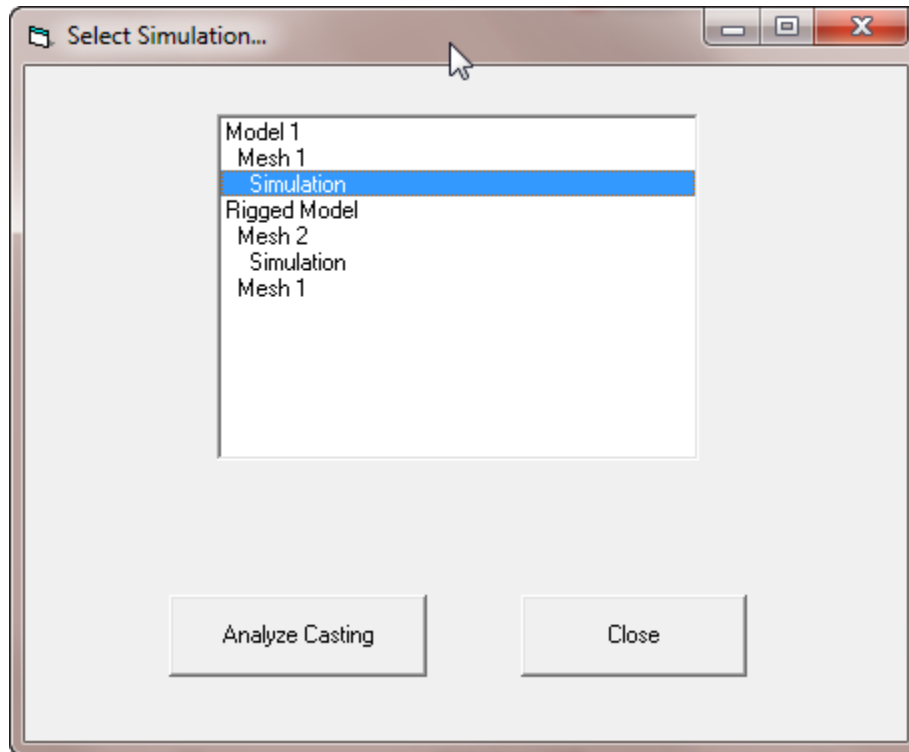 Select Simulation...
Model 1
Mesh 1
Simulation
Rigged Model
Mesh 2
Simulation
Mesh 1
Analyze Casting
Close